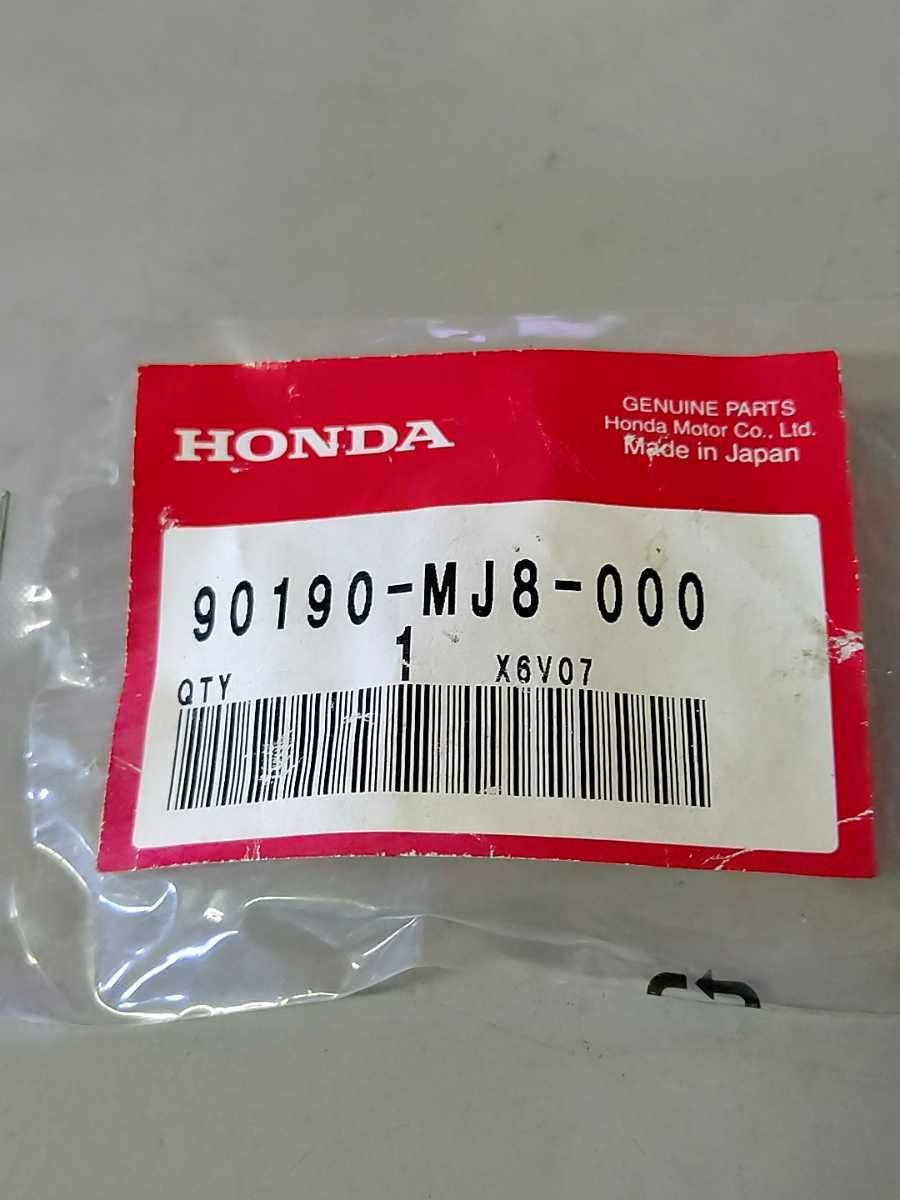 HONDA
GENUINE PARTS
Honda Motor Co., Ltd.
Made in Japan
90190-MJ8-000
QTY 1 X6V07